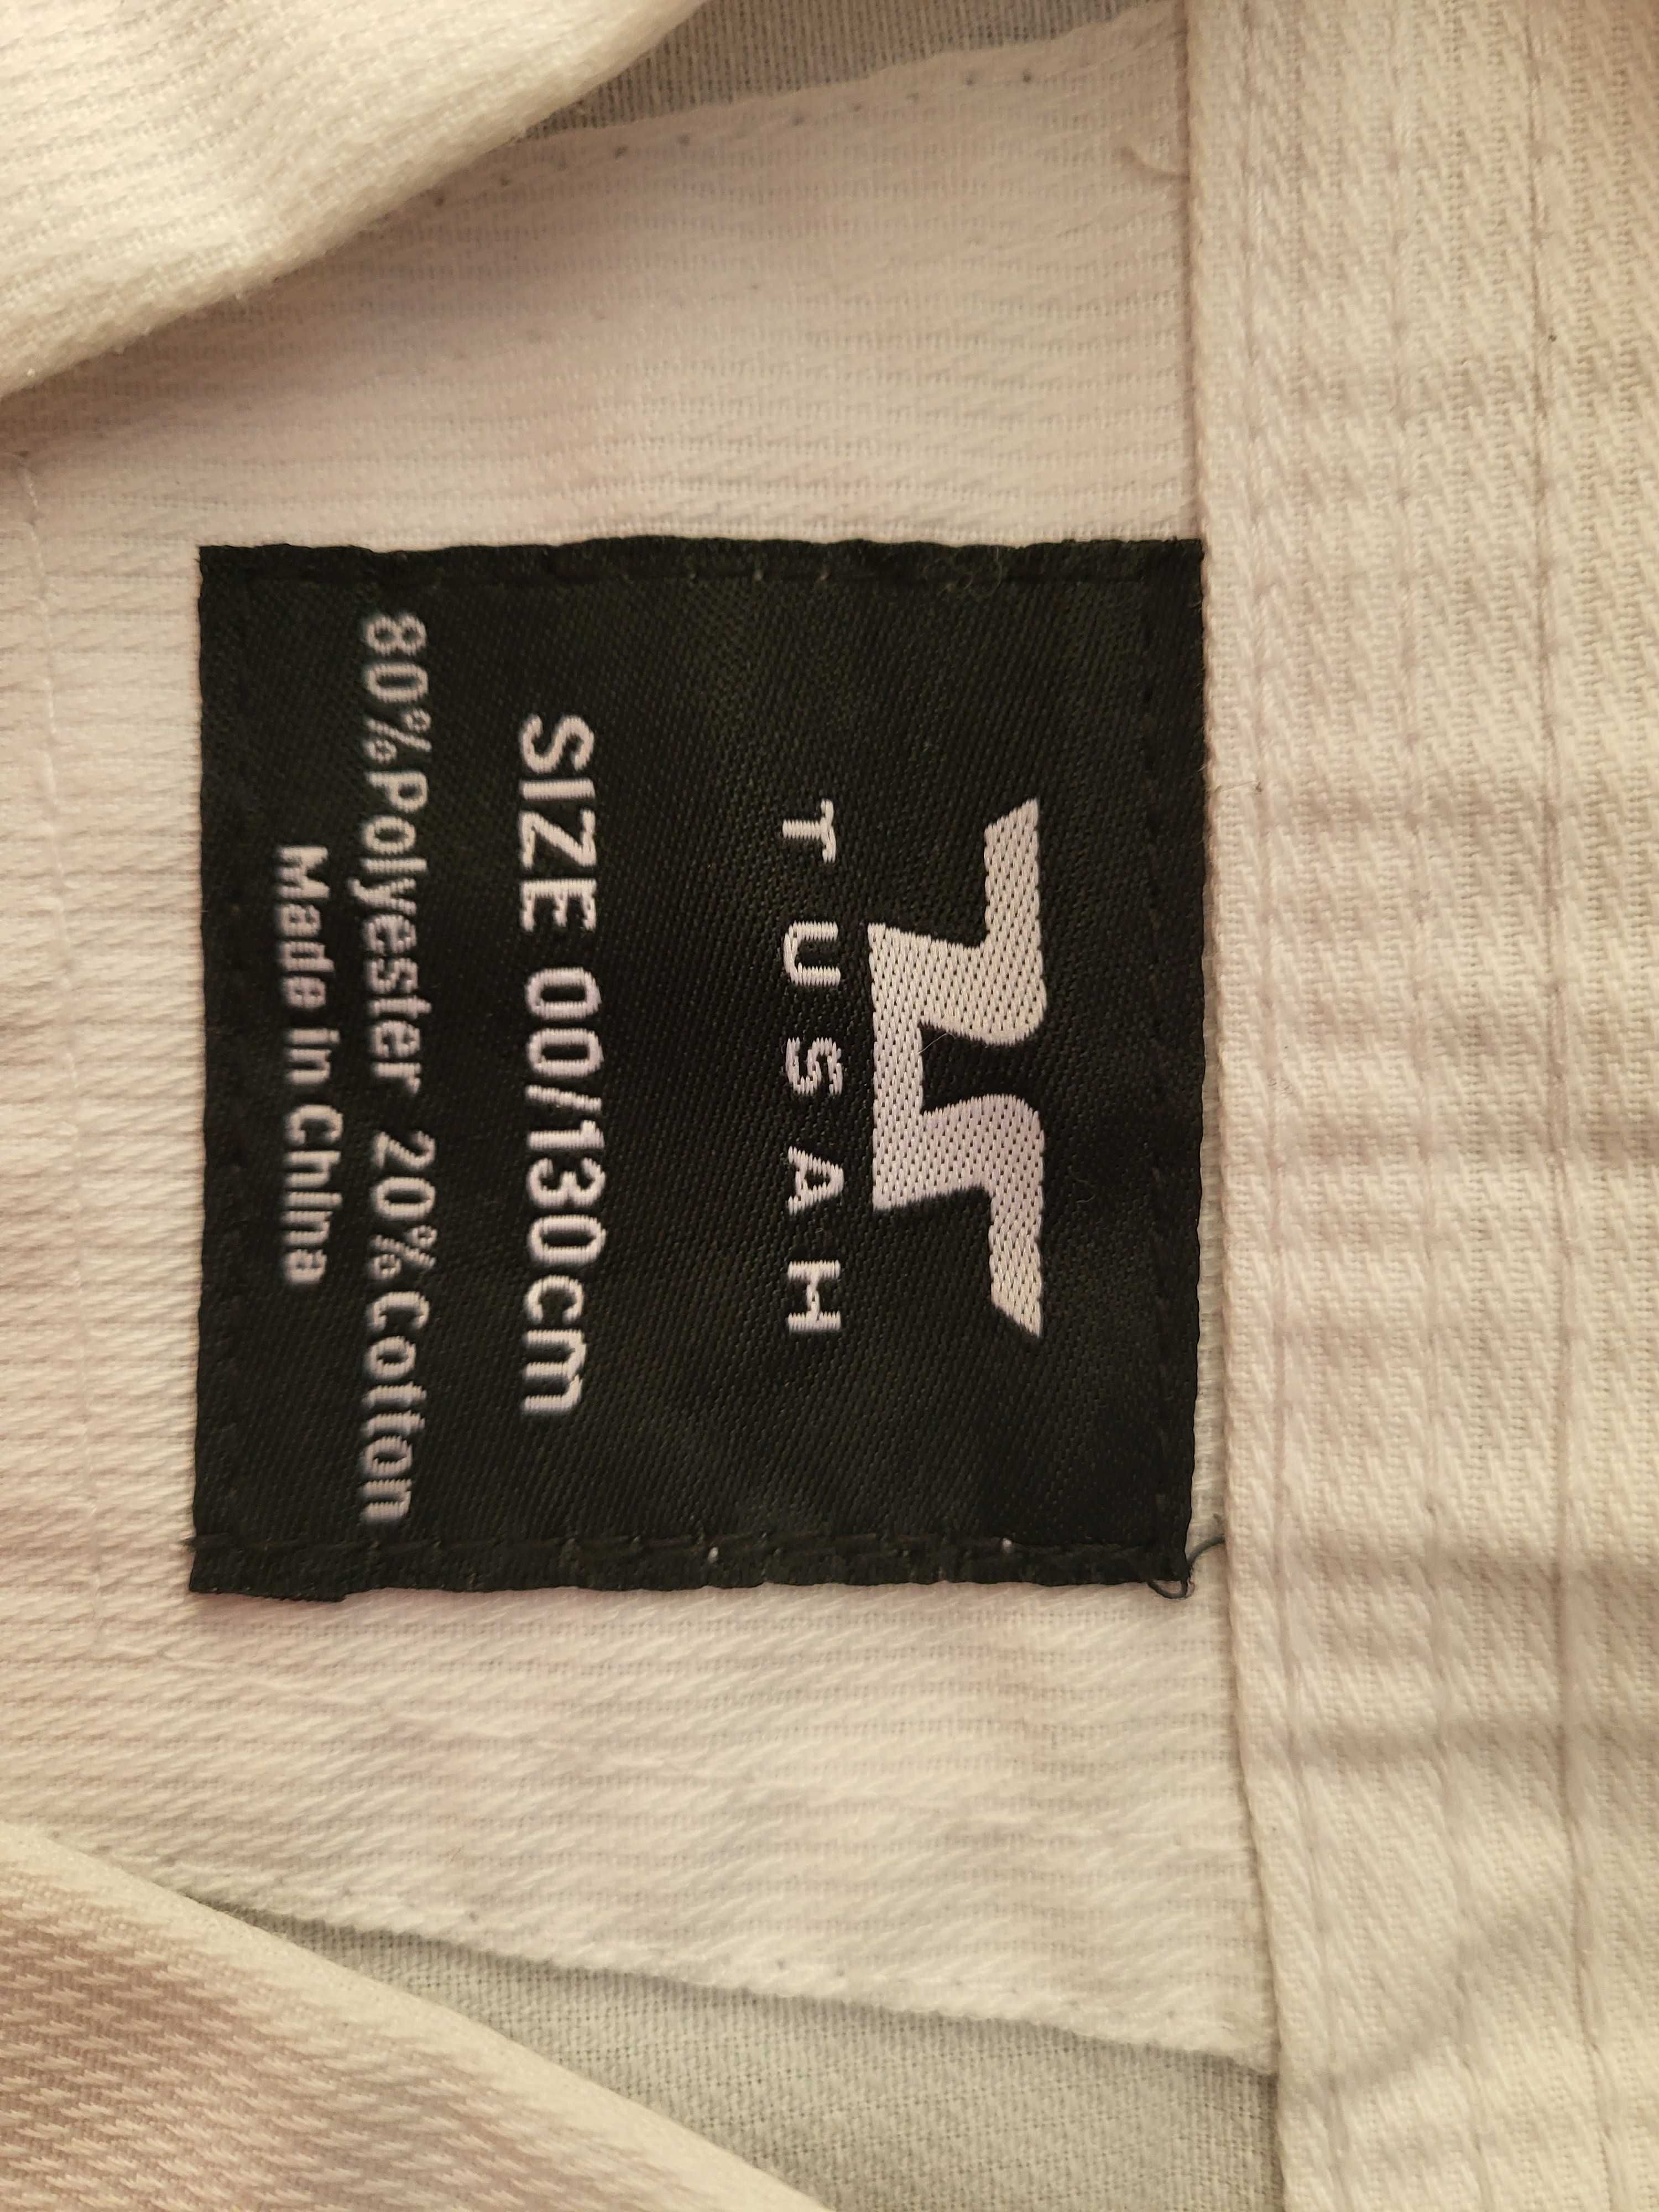 TUSAH
SIZE 00/130cm
80%Polyester 20%Cotton
Made in China